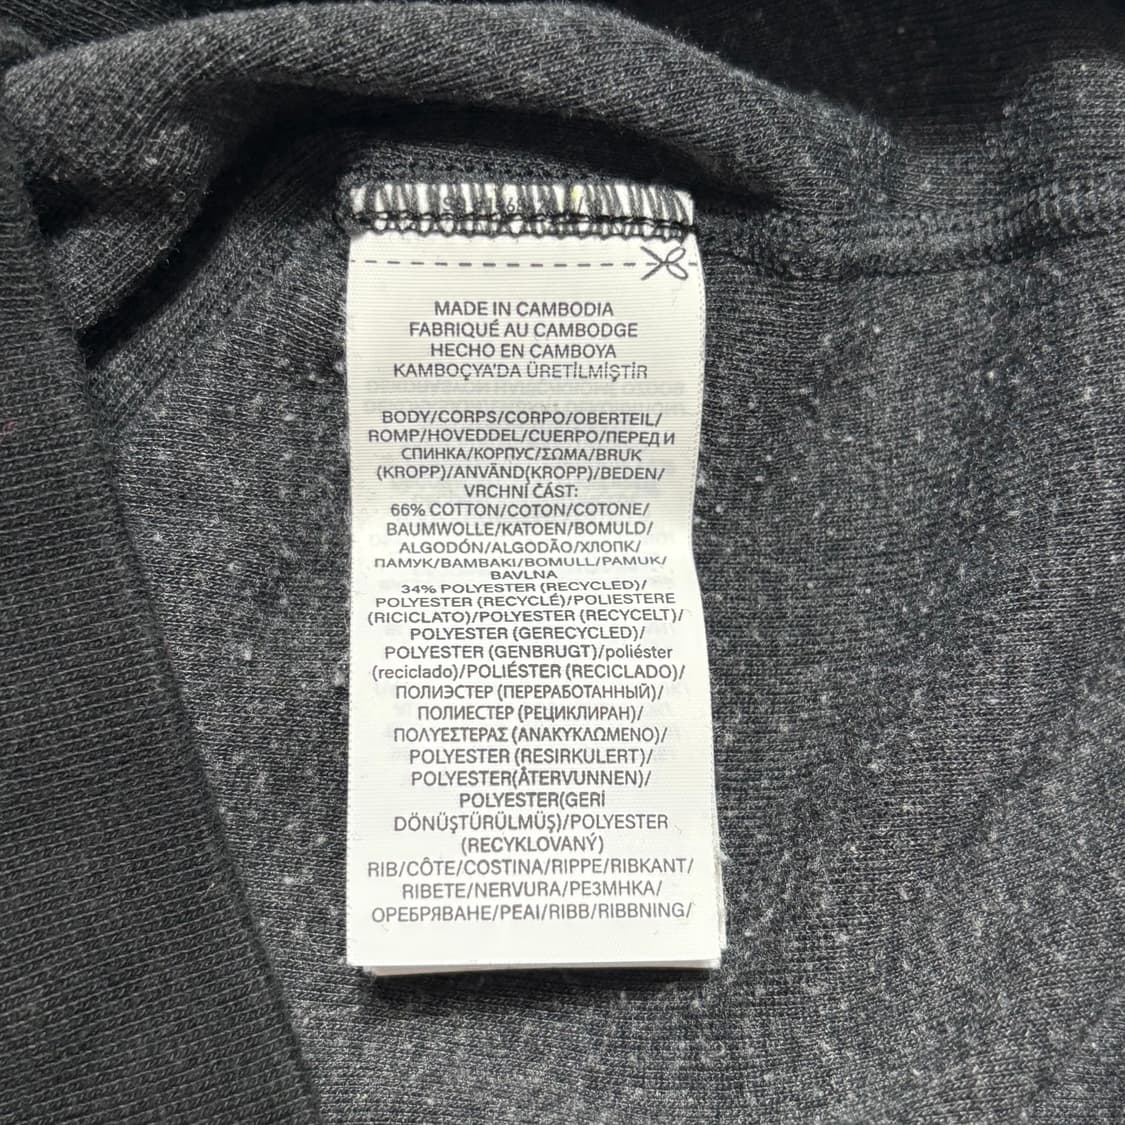 MADE IN CAMBODIA
FABRIQUÉ AU CAMBODGE
HECHO EN CAMBOYA
KAMBOÇYA'DA ÜRETİLMİŞTİR
BODY/CORPS/CORPO/OBERTEIL/
ROMP/HOVEDDEL/CUERPO/ПЕРЕД И
СПИНКА/КОРПУС/ΣΩΜΑ/BRUK
(KROPP)/ANVÄND(KROPP)/BEDEN/
VRCHNÍ ČÁST:
66% COTTON/COTON/COTONE/
BAUMWOLLE/KATOEN/BOMULD/
ALGODÓN/ALGODÃO/ХЛОПК/
ПАМУК/ΒΑΜΒΑΚΙ/BOMULL/PAMUK/
BAVLNA
34% POLYESTER (RECYCLED)/
POLYESTER (RECYCLÉ)/POLIESTERE
(RICICLATO)/POLYESTER (RECYCELT)/
POLYESTER (GERECYCLED)/
POLYESTER (GENBRUGT)/poliéster
(reciclado)/POLIÉSTER (RECICLADO)/
ПОЛИЭСТЕР (ПЕРЕРАБОТАННЫЙ)/
ПОЛИЕСТЕР (РЕЦИКЛИРАН)/
ΠΟΛΥΕΣΤΕΡΑΣ (ΑΝΑΚΥΚΛΩΜΕΝΟ)/
POLYESTER (RESIRKULERT)/
POLYESTER(ÅTERVUNNEN)/
POLYESTER(GERİ
DÖNÜŞTÜRÜLMÜŞ)/POLYESTER
(RECYKLOVANÝ)
RIB/CÔTE/COSTINA/RIPPE/RIBKANT/
RIBETE/NERVURA/РЕЗМНКА/
ОРЕБРЯВАНЕ/ΡΕΛΙ/RIBB/RIBBNING/